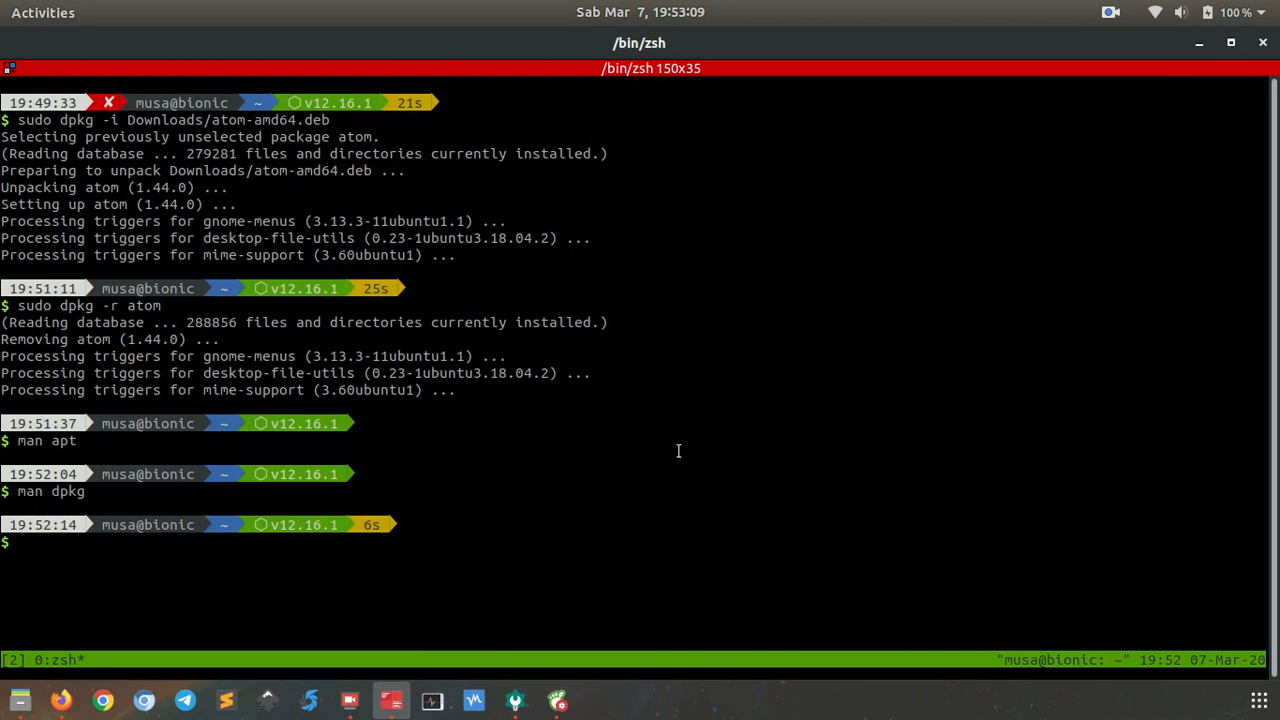 Activities
Sab Mar 7, 19:53:09
100 %
/bin/zsh
/bin/zsh 150x35
19:49:33 ✘ musa@bionic ~ ⬡ v12.16.1 21s
$ sudo dpkg -i Downloads/atom-amd64.deb
Selecting previously unselected package atom.
(Reading database ... 279281 files and directories currently installed.)
Preparing to unpack Downloads/atom-amd64.deb ...
Unpacking atom (1.44.0) ...
Setting up atom (1.44.0) ...
Processing triggers for gnome-menus (3.13.3-11ubuntu1.1) ...
Processing triggers for desktop-file-utils (0.23-1ubuntu3.18.04.2) ...
Processing triggers for mime-support (3.60ubuntu1) ...
19:51:11 musa@bionic ~ ⬡ v12.16.1 25s
$ sudo dpkg -r atom
(Reading database ... 288856 files and directories currently installed.)
Removing atom (1.44.0) ...
Processing triggers for gnome-menus (3.13.3-11ubuntu1.1) ...
Processing triggers for desktop-file-utils (0.23-1ubuntu3.18.04.2) ...
Processing triggers for mime-support (3.60ubuntu1) ...
19:51:37 musa@bionic ~ ⬡ v12.16.1
$ man apt
19:52:04 musa@bionic ~ ⬡ v12.16.1
$ man dpkg
19:52:14 musa@bionic ~ ⬡ v12.16.1 6s
$
[2] 0:zsh* "musa@bionic: ~" 19:52 07-Mar-20